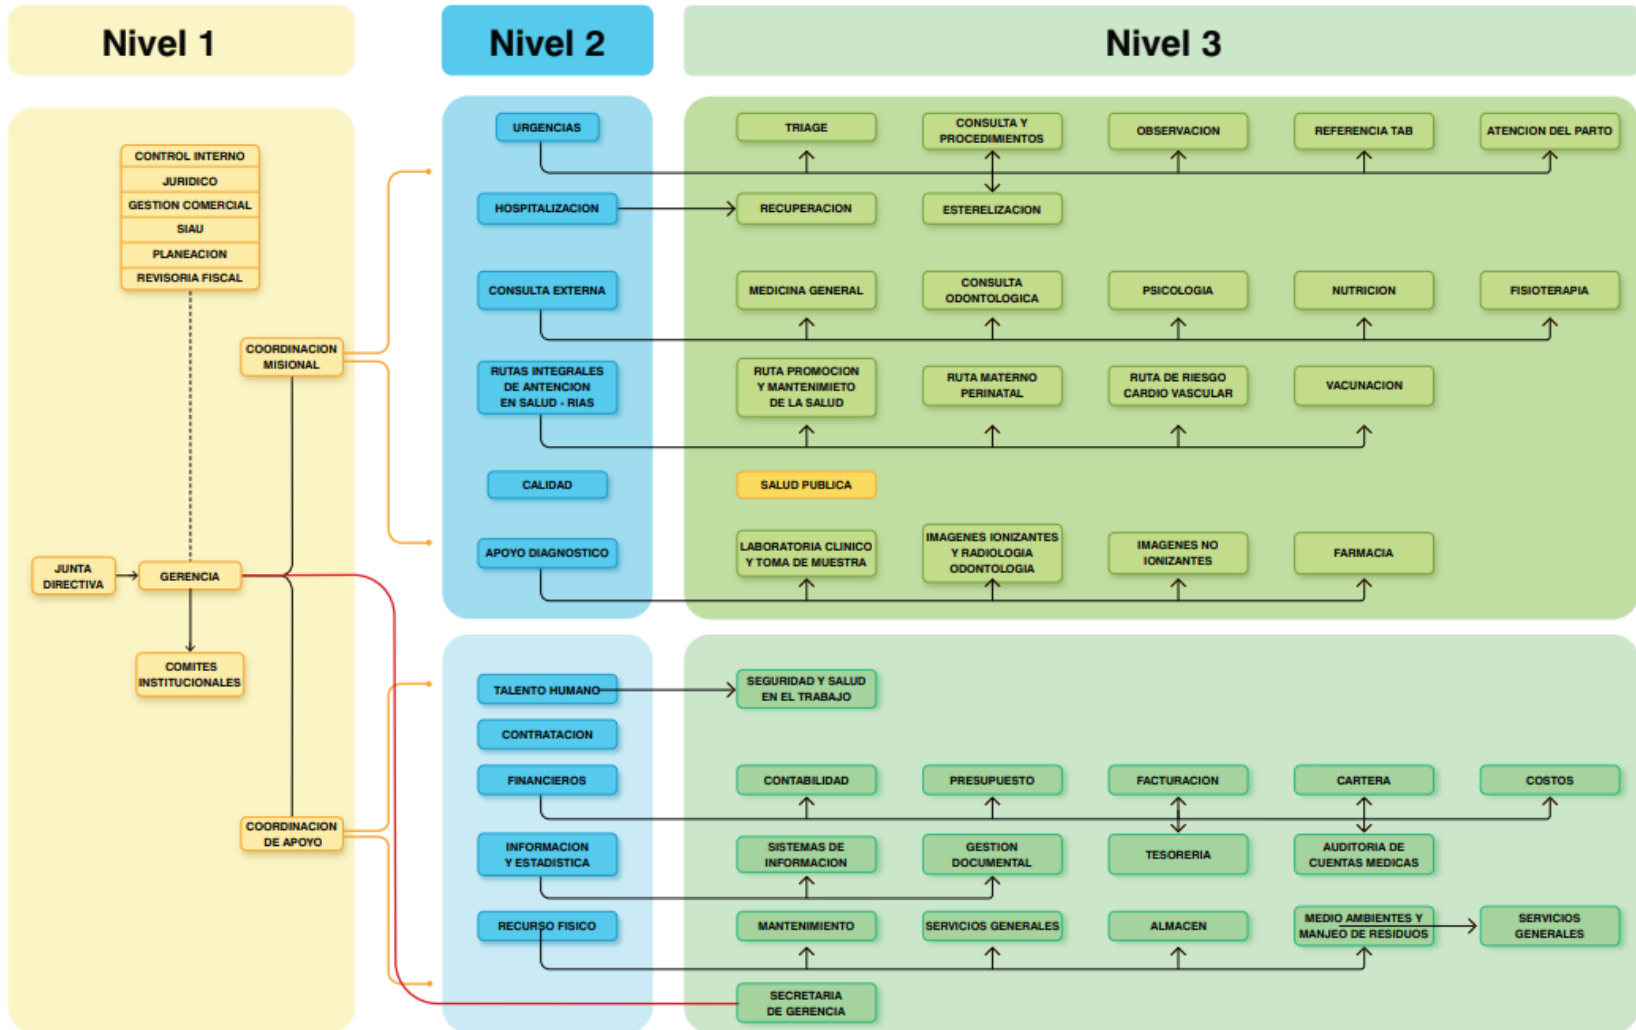 Nivel 1
Nivel 2
Nivel 3
CONTROL INTERNO
JURIDICO
GESTION COMERCIAL
SIAU
PLANEACION
REVISORIA FISCAL
COORDINACION
MISIONAL
JUNTA
DIRECTIVA
GERENCIA
COMITES
INSTITUCIONALES
COORDINACION
DE APOYO
URGENCIAS
TRIAGE
CONSULTA Y
PROCEDIMIENTOS
OBSERVACION
REFERENCIA TAB
ATENCION DEL PARTO
HOSPITALIZACION
RECUPERACION
ESTERELIZACION
CONSULTA EXTERNA
MEDICINA GENERAL
CONSULTA
ODONTOLOGICA
PSICOLOGIA
NUTRICION
FISIOTERAPIA
RUTAS INTEGRALES
DE ANTENCION
EN SALUD - RIAS
RUTA PROMOCION
Y MANTENIMIETO
DE LA SALUD
RUTA MATERNO
PERINATAL
RUTA DE RIESGO
CARDIO VASCULAR
VACUNACION
CALIDAD
SALUD PUBLICA
APOYO DIAGNOSTICO
LABORATORIA CLINICO
Y TOMA DE MUESTRA
IMAGENES IONIZANTES
Y RADIOLOGIA
ODONTOLOGIA
IMAGENES NO
IONIZANTES
FARMACIA
TALENTO HUMANO
SEGURIDAD Y SALUD
EN EL TRABAJO
CONTRATACION
FINANCIEROS
CONTABILIDAD
PRESUPUESTO
FACTURACION
CARTERA
COSTOS
INFORMACION
Y ESTADISTICA
SISTEMAS DE
INFORMACION
GESTION
DOCUMENTAL
TESORERIA
AUDITORIA DE
CUENTAS MEDICAS
RECURSO FISICO
MANTENIMIENTO
SERVICIOS GENERALES
ALMACEN
MEDIO AMBIENTES Y
MANJEO DE RESIDUOS
SERVICIOS
GENERALES
SECRETARIA
DE GERENCIA